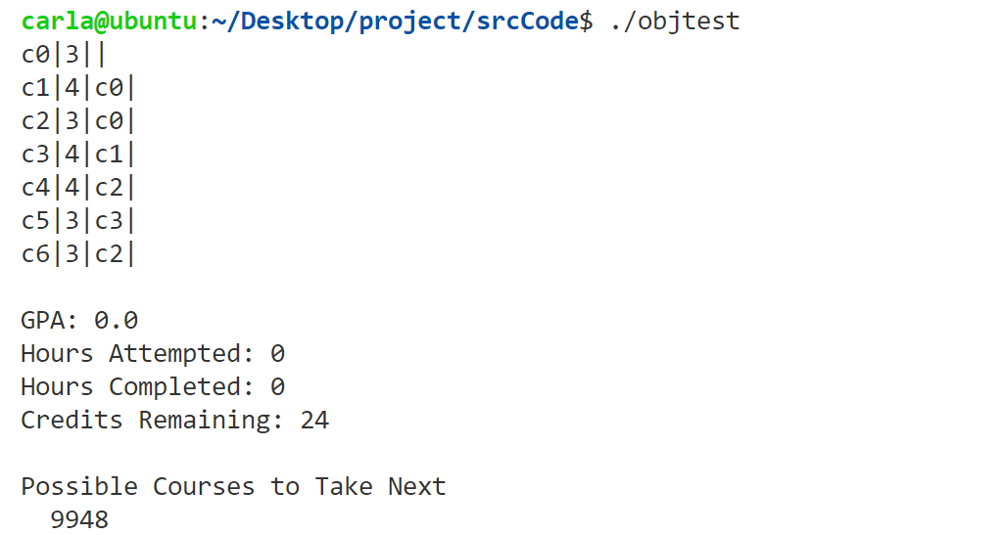 carla@ubuntu:~/Desktop/project/srcCode$ ./objtest
c0|3||
c1|4|c0|
c2|3|c0|
c3|4|c1|
c4|4|c2|
c5|3|c3|
c6|3|c2|

GPA: 0.0
Hours Attempted: 0
Hours Completed: 0
Credits Remaining: 24

Possible Courses to Take Next
  9948